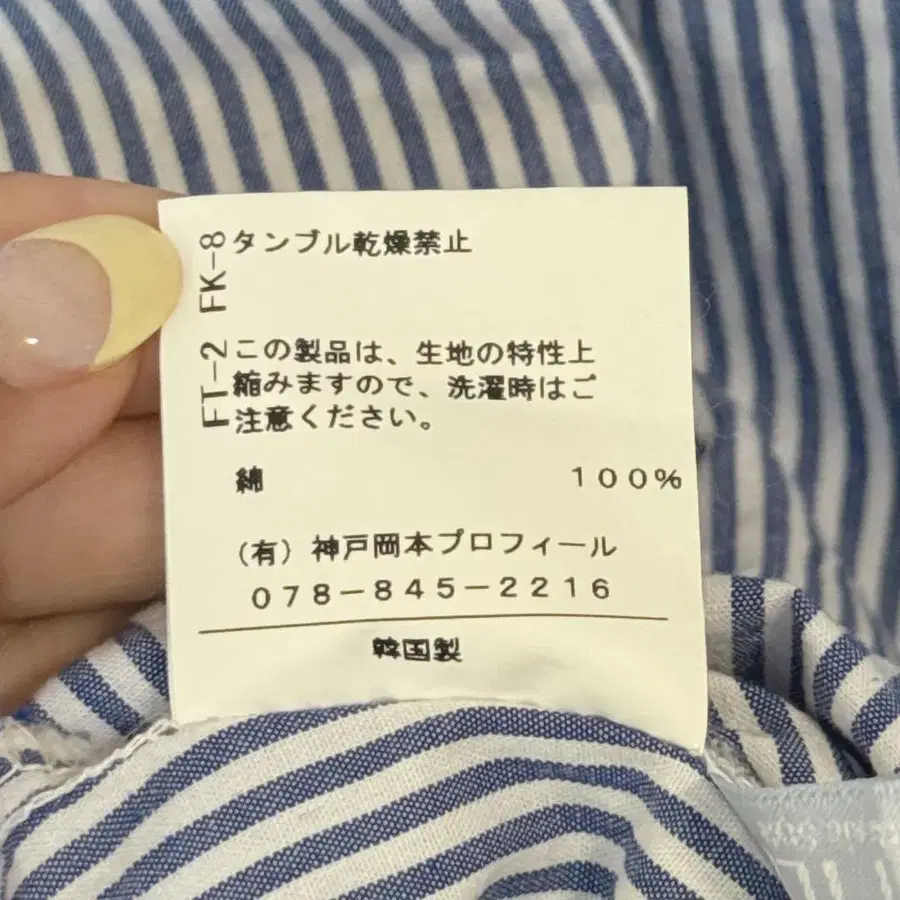 FK-8
タンブル乾燥禁止
FT-2
この製品は、生地の特性上
縮みますので、洗濯時はご
注意ください。
綿 100%
(有)神戸岡本プロフィール
078-845-2216
韓国製